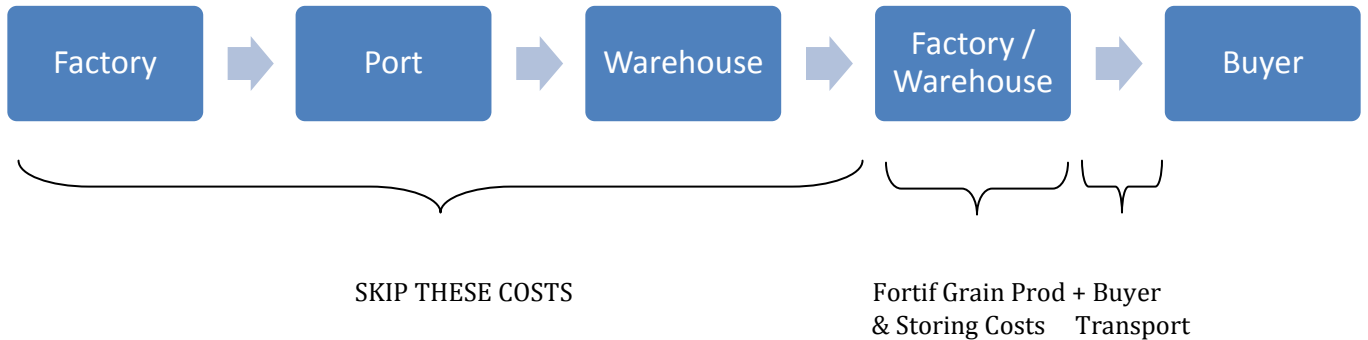 Factory
Port
Warehouse
Factory /
Warehouse
Buyer
SKIP THESE COSTS
Fortif Grain Prod + Buyer
& Storing Costs Transport